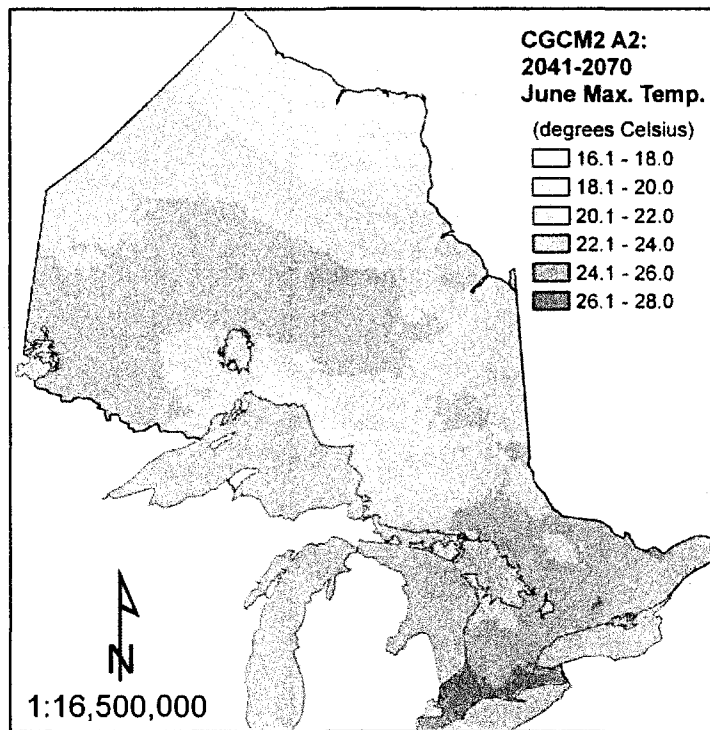 CGCM2 A2:
2041-2070
June Max. Temp.
(degrees Celsius)
16.1 - 18.0
18.1 - 20.0
20.1 - 22.0
22.1 - 24.0
24.1 - 26.0
26.1 - 28.0
N
1:16,500,000